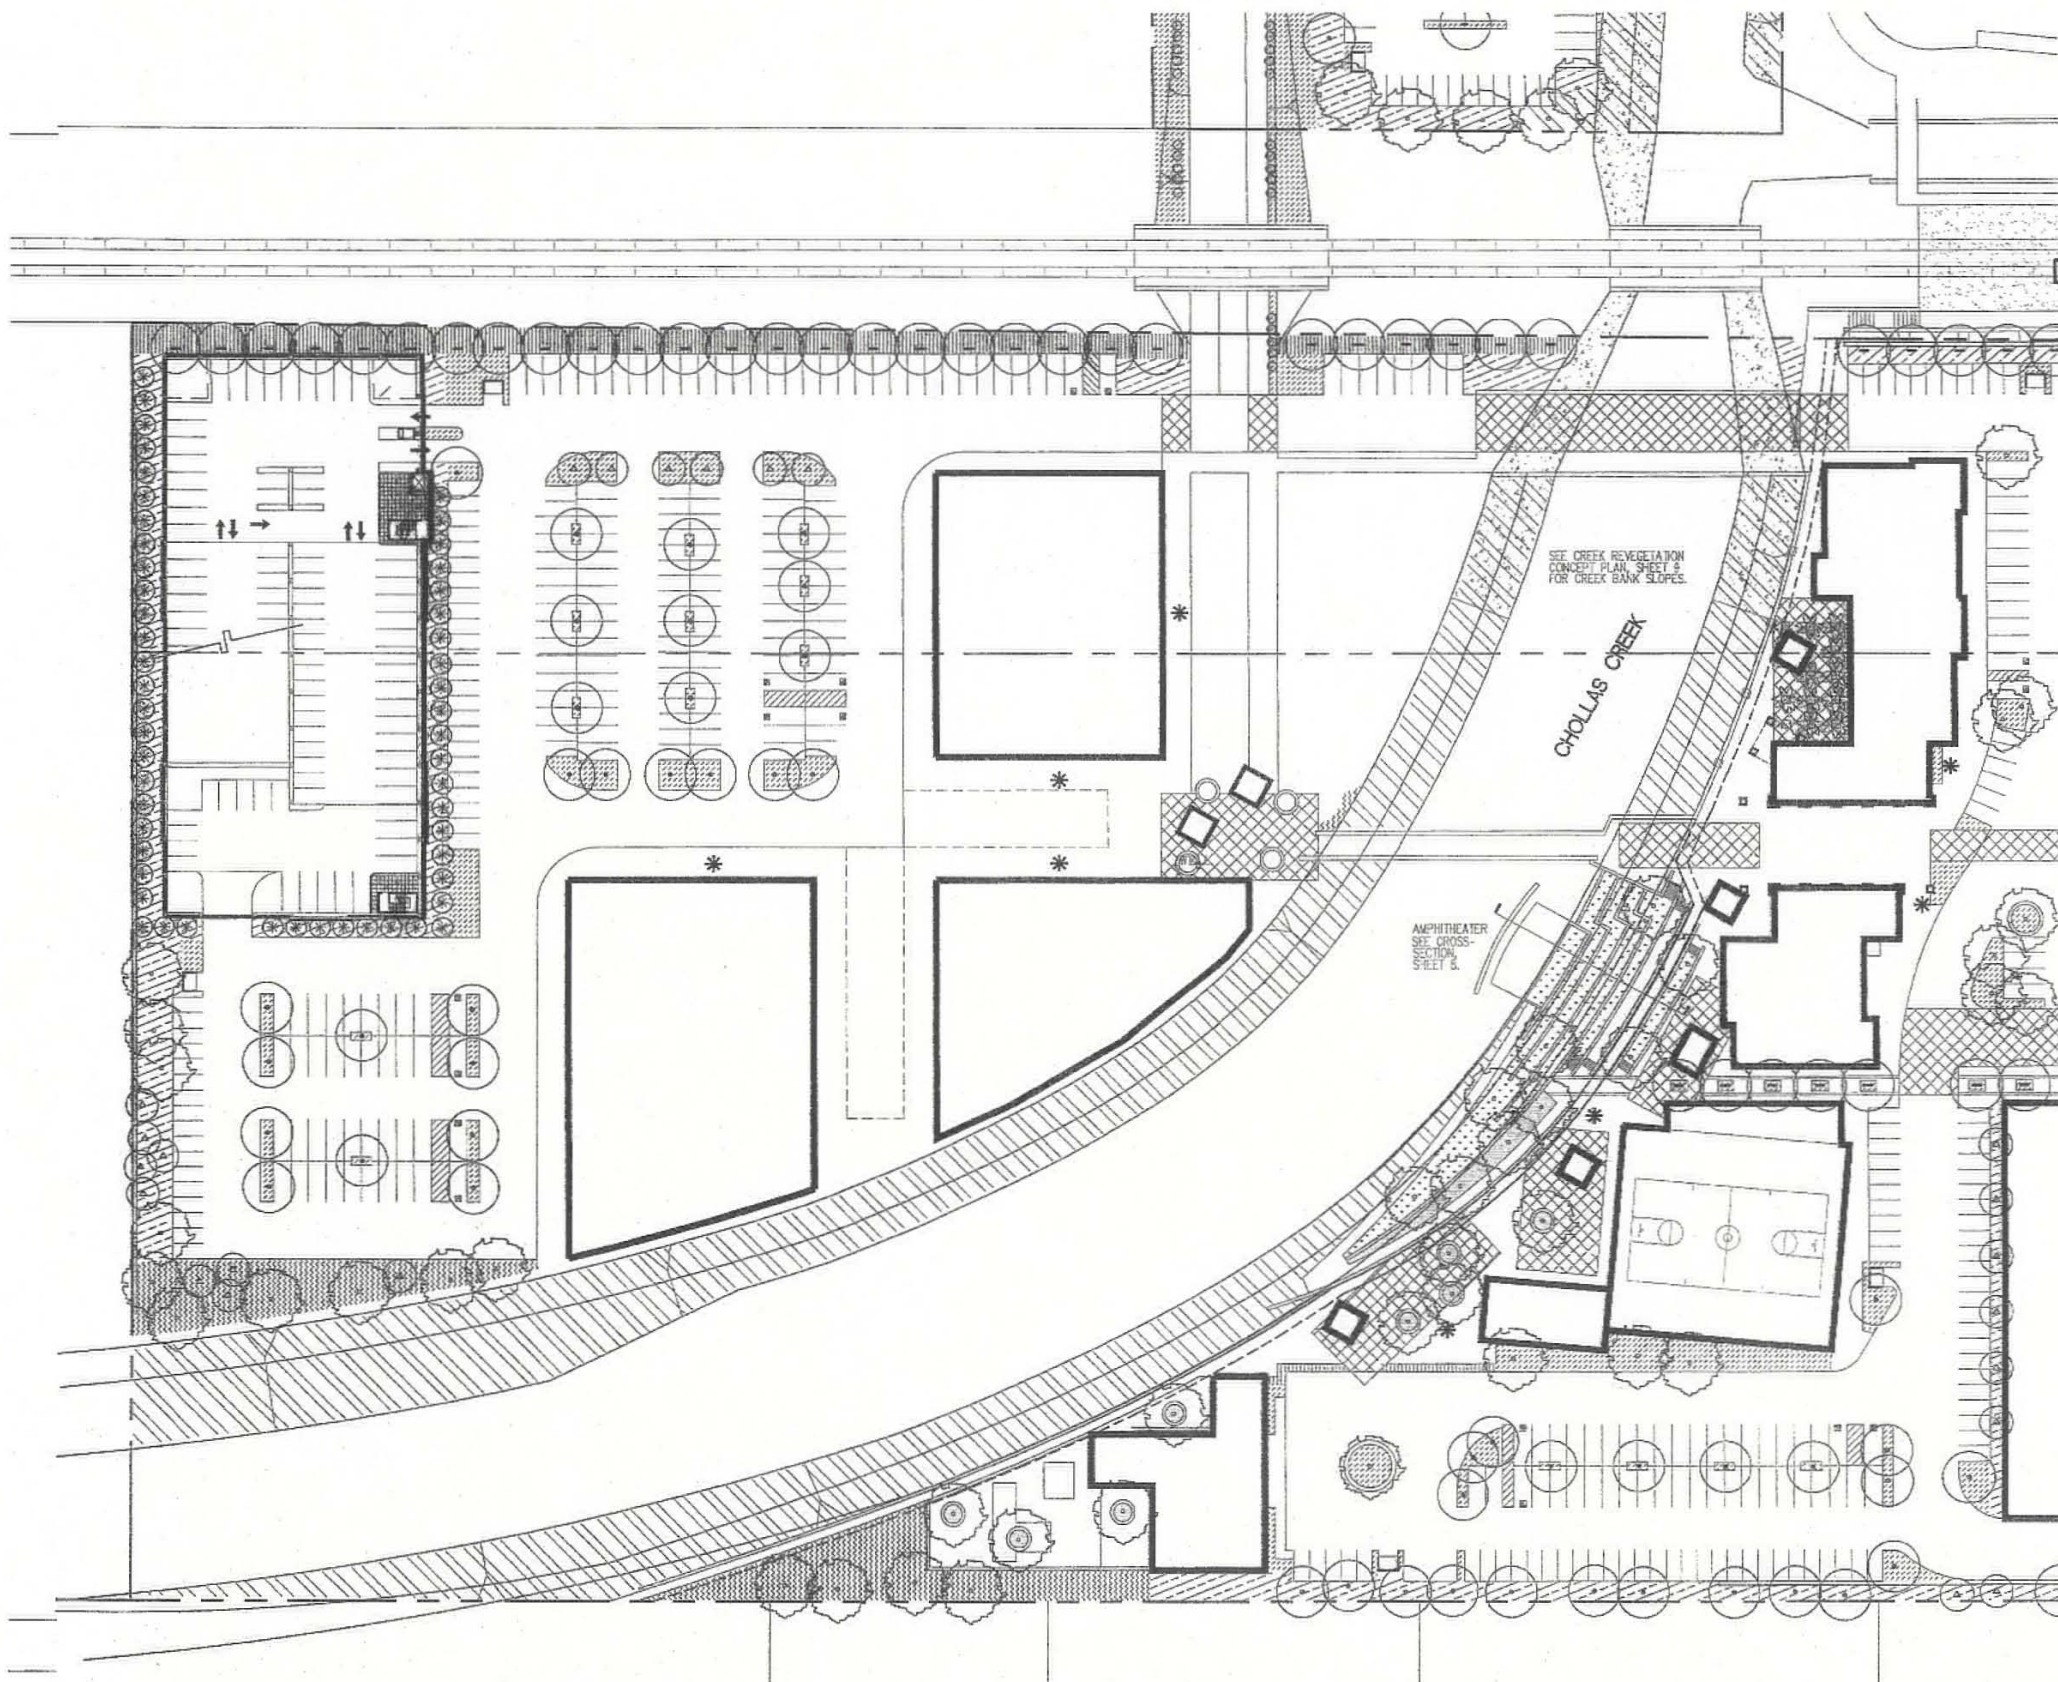 SEE CREEK REVEGETATION
CONCEPT PLAN, SHEET 9
FOR CREEK BANK SLOPES.
CHOLLAS CREEK
AMPHITHEATER
SEE CROSS-
SECTION,
SHEET 5.